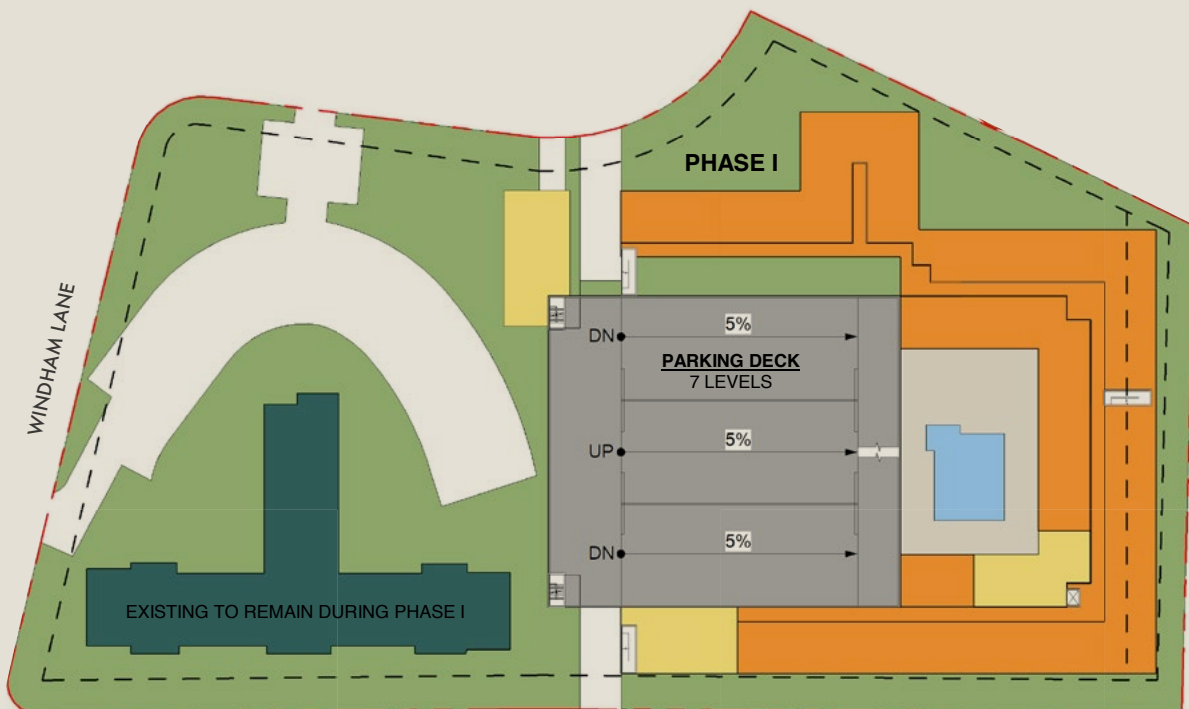 PHASE I
WINDHAM LANE
DN
5%
PARKING DECK
7 LEVELS
UP
5%
DN
5%
EXISTING TO REMAIN DURING PHASE I